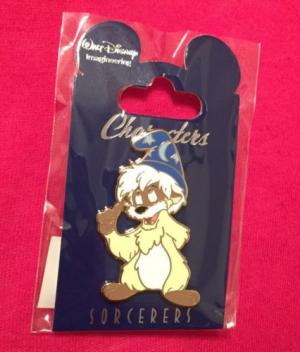 Walt Disney
Imagineering
Characters
SORCERERS